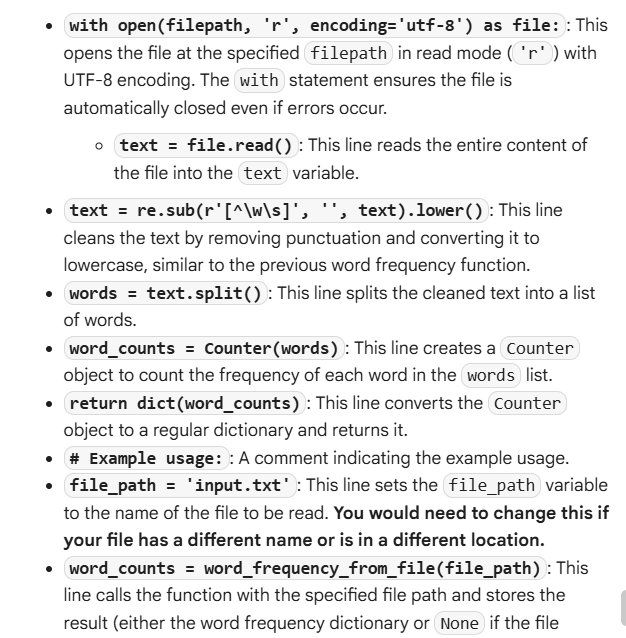 • with open(filepath, 'r', encoding='utf-8') as file: : This
opens the file at the specified filepath in read mode ( 'r' ) with
UTF-8 encoding. The with statement ensures the file is
automatically closed even if errors occur.
◦ text = file.read() : This line reads the entire content of
the file into the text variable.
• text = re.sub(r'[^\w\s]', '', text).lower() : This line
cleans the text by removing punctuation and converting it to
lowercase, similar to the previous word frequency function.
• words = text.split() : This line splits the cleaned text into a list
of words.
• word_counts = Counter(words) : This line creates a Counter
object to count the frequency of each word in the words list.
• return dict(word_counts) : This line converts the Counter
object to a regular dictionary and returns it.
• # Example usage: : A comment indicating the example usage.
• file_path = 'input.txt' : This line sets the file_path variable
to the name of the file to be read. You would need to change this if
your file has a different name or is in a different location.
• word_counts = word_frequency_from_file(file_path) : This
line calls the function with the specified file path and stores the
result (either the word frequency dictionary or None if the file